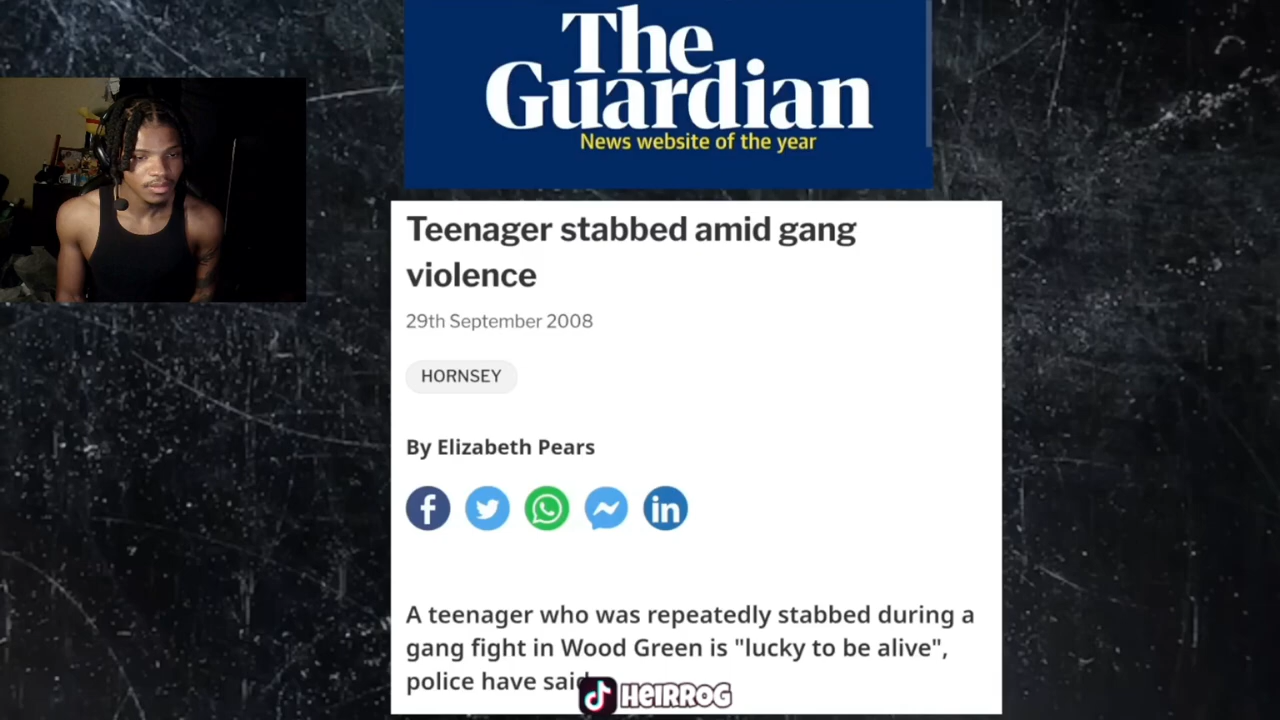 The
Guardian
News website of the year
Teenager stabbed amid gang
violence
29th September 2008
HORNSEY
By Elizabeth Pears
A teenager who was repeatedly stabbed during a
gang fight in Wood Green is "lucky to be alive",
police have said
HEIRROG